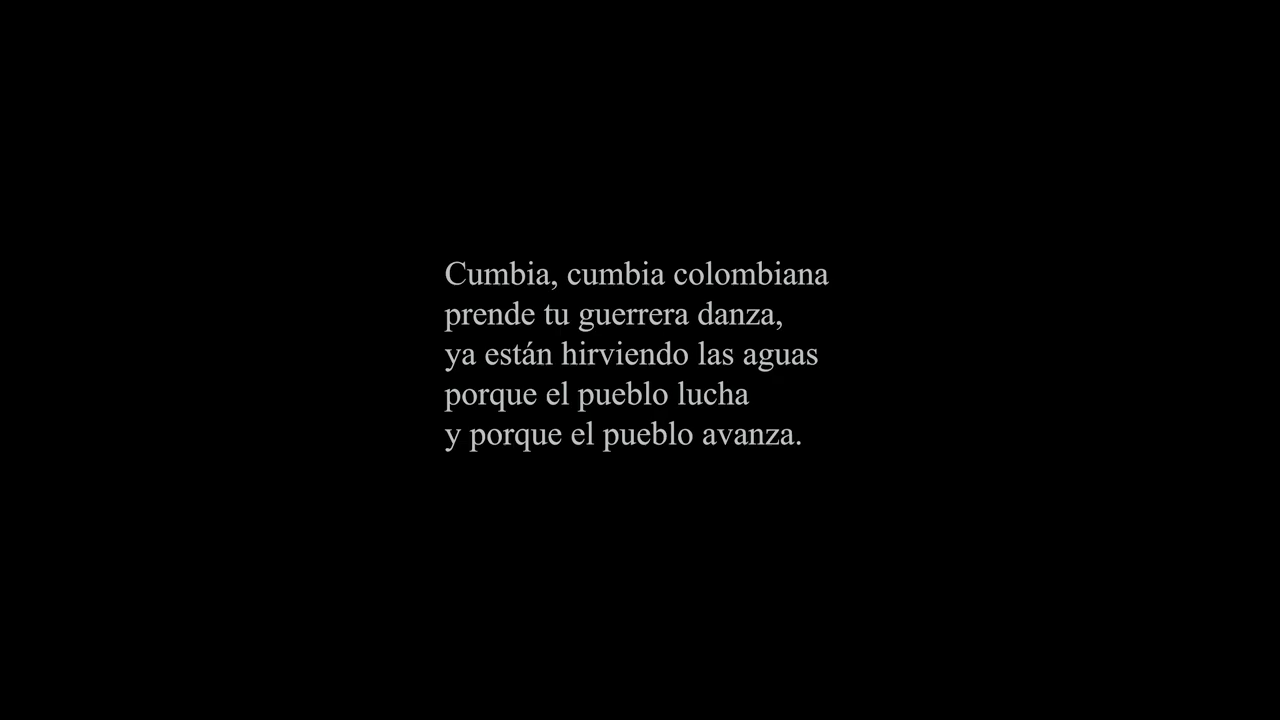 Cumbia, cumbia colombiana
prende tu guerrera danza,
ya están hirviendo las aguas
porque el pueblo lucha
y porque el pueblo avanza.